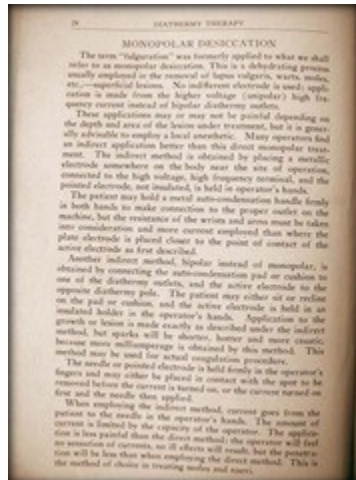 DIATHERMY THERAPY
MONOPOLAR DESICCATION
The term "fulguration" was formerly applied to what we shall
refer to as monopolar desiccation. This is a dehydrating process
usually employed in the removal of lupus vulgaris, warts, moles,
etc.,—superficial lesions. No indifferent electrode is used; appli-
cation is made from the higher voltage (unipolar) high fre-
quency current instead of bipolar diathermy outlets.
These applications may or may not be painful depending on
the depth and area of the lesion under treatment, but it is gener-
ally advisable to employ a local anesthetic. Many operators find
an indirect application better than this direct monopolar treat-
ment. The indirect method is obtained by placing a metallic
electrode somewhere on the body near the site of operation,
connected to the high voltage, high frequency terminal, and the
pointed electrode, not insulated, is held in operator's hands.
The patient may hold a metal auto-condensation handle firmly
in both hands to make connection to the proper outlet on the
machine, but the resistance of the wrists and arms must be taken
into consideration and more current employed than where the
plate electrode is placed closer to the point of contact of the
active electrode as first described.
Another indirect method, bipolar instead of monopolar, is
obtained by connecting the auto-condensation pad or cushion to
one of the diathermy outlets, and the active electrode to the
opposite diathermy pole. The patient may either sit or recline
on the pad or cushion, and the active electrode is held in an
insulated holder in the operator's hands. Application to the
growth or lesion is made exactly as described under the indirect
method, but sparks will be shorter, hotter and more caustic,
because more milliamperage is obtained by this method. This
method may be used for actual coagulation procedure.
The needle or pointed electrode is held firmly in the operator's
fingers and may either be placed in contact with the spot to be
removed before the current is turned on, or the current turned on
first and the needle then applied.
When employing the indirect method, current goes from the
patient to the needle in the operator's hands. The amount of
current is limited by the capacity of the operator. The applica-
tion is less painful than the direct method; the operator will feel
no sensation of currents, no ill effects will result, but the penetra-
tion will be less than when employing the direct method. This is
the method of choice in treating moles and naevi.